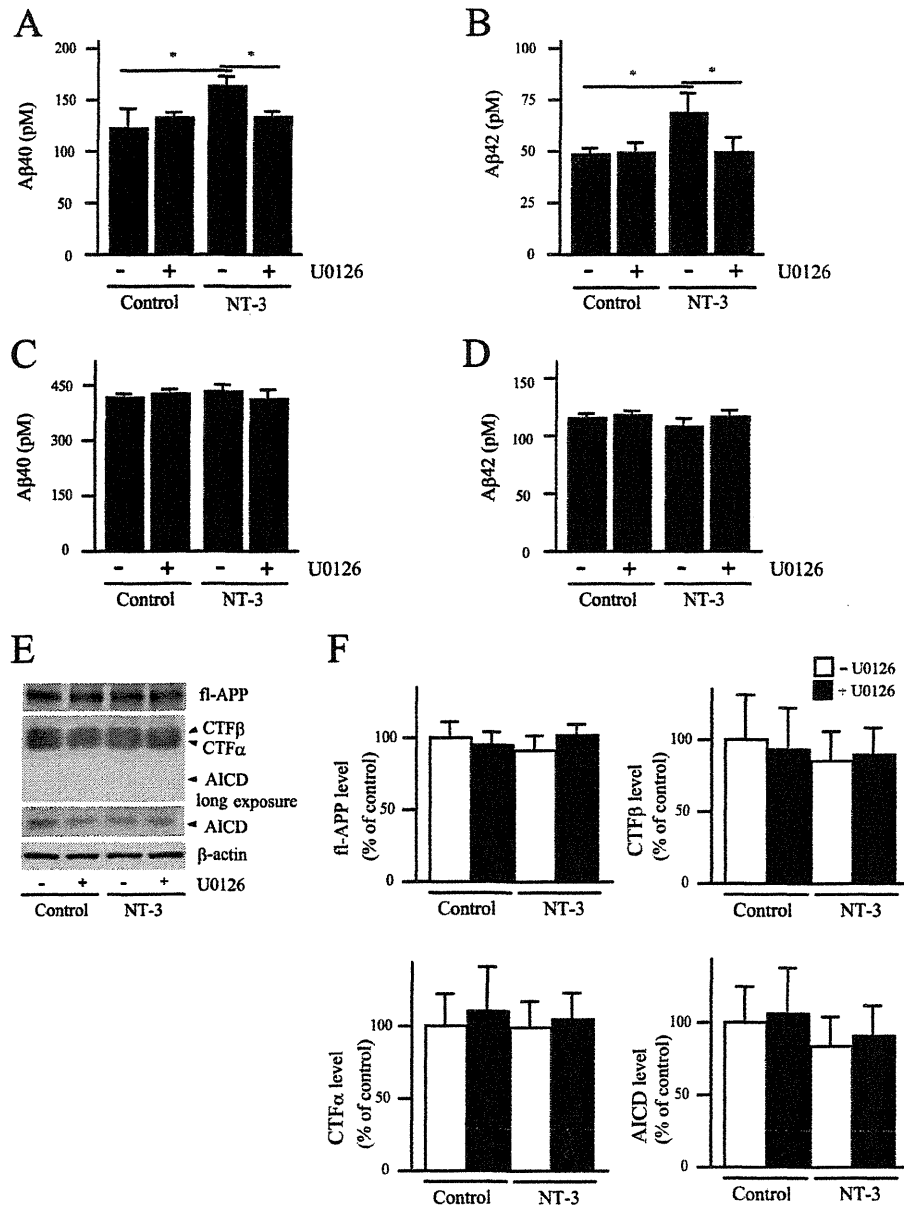 A
Aβ40 (pM)
200
150
100
50
0
*
*
- + - +
U0126
Control
NT-3
B
Aβ42 (pM)
75
50
25
0
*
*
- + - +
U0126
Control
NT-3
C
Aβ40 (pM)
450
300
450
0
- + - +
U0126
Control
NT-3
D
Aβ42 (pM)
150
100
50
0
- + - +
U0126
Control
NT-3
E
fl-APP
CTFβ
CTFα
AICD
long exposure
AICD
β-actin
- + - +
U0126
Control
NT-3
F
- U0126
+ U0126
fl-APP level
(% of control)
100
50
0
Control
NT-3
CTFβ level
(% of control)
100
50
0
Control
NT-3
CTFα level
(% of control)
100
50
0
Control
NT-3
AICD level
(% of control)
100
50
0
Control
NT-3